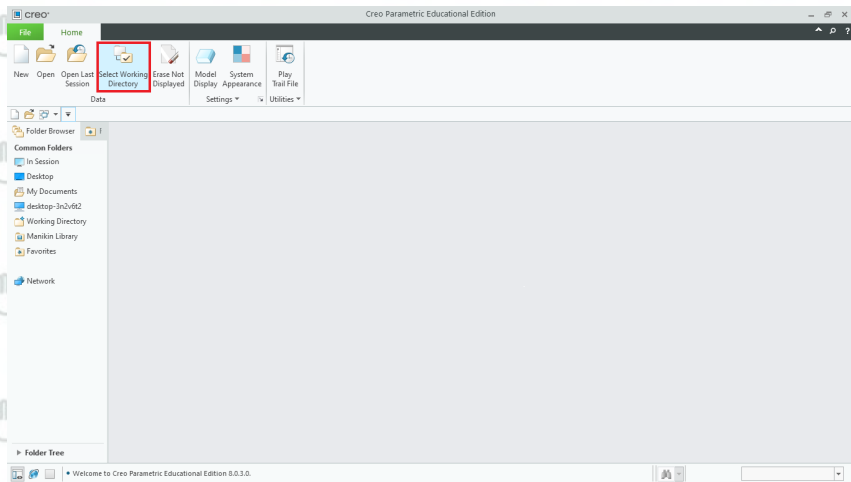 creo·
Creo Parametric Educational Edition
File Home
New Open Open Last Session Select Working Directory Erase Not Displayed Model Display System Appearance Play Trail File
Data Settings Utilities
Folder Browser
Common Folders
In Session
Desktop
My Documents
desktop-3n2v6t2
Working Directory
Manikin Library
Favorites
Network
Folder Tree
• Welcome to Creo Parametric Educational Edition 8.0.3.0.